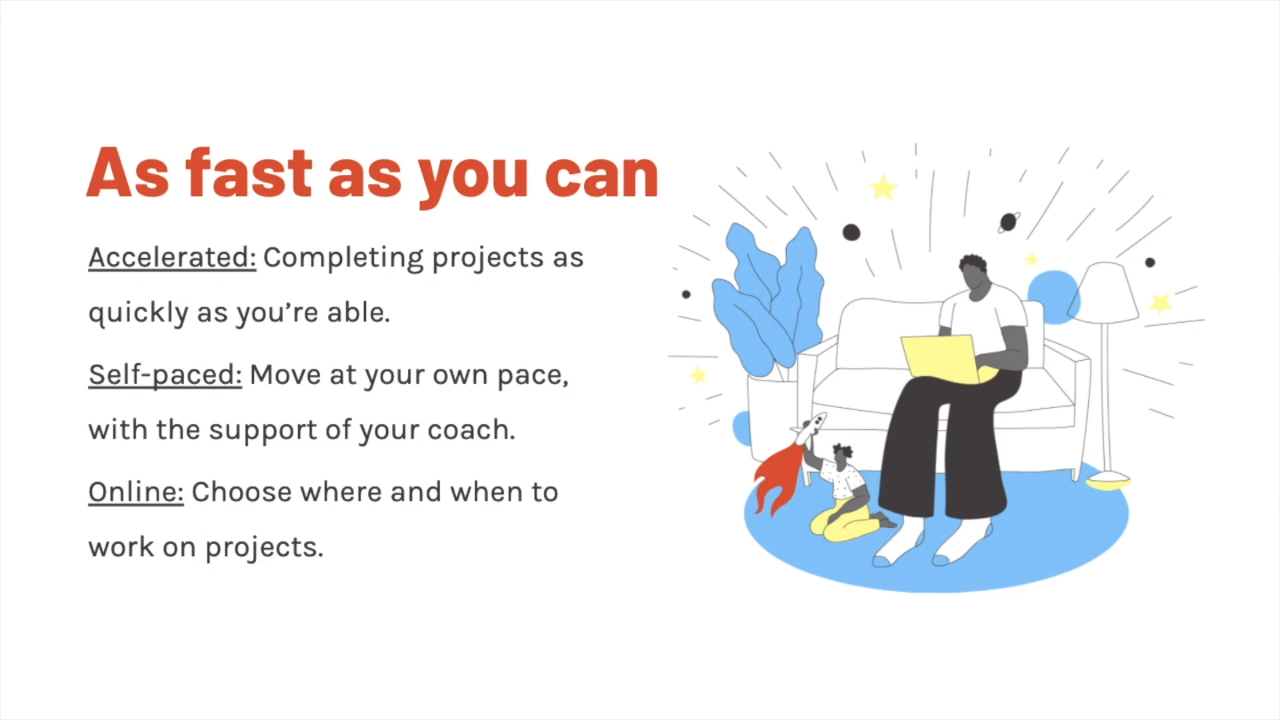 As fast as you can
Accelerated: Completing projects as
quickly as you’re able.
Self-paced: Move at your own pace,
with the support of your coach.
Online: Choose where and when to
work on projects.